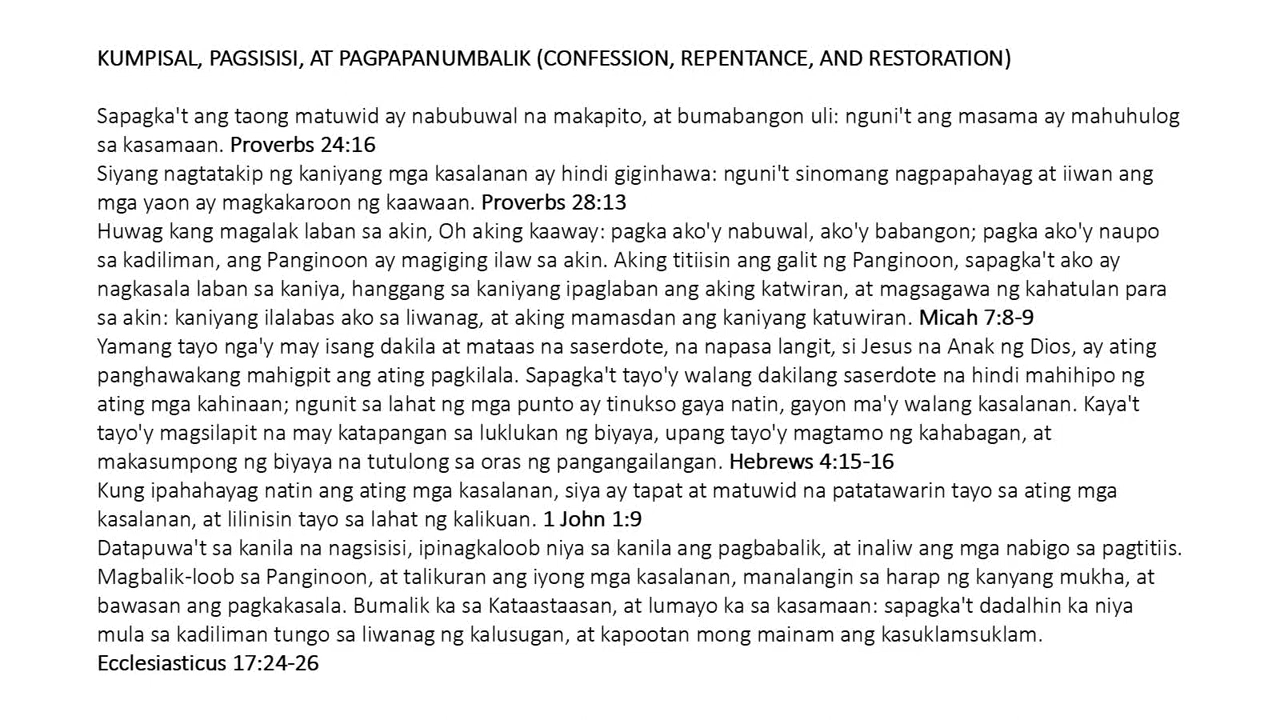 KUMPISAL, PAGSISISI, AT PAGPAPANUMBALIK (CONFESSION, REPENTANCE, AND RESTORATION)
Sapagka't ang taong matuwid ay nabubuwal na makapito, at bumabangon uli: nguni't ang masama ay mahuhulog
sa kasamaan. Proverbs 24:16
Siyang nagtatakip ng kaniyang mga kasalanan ay hindi giginhawa: nguni't sinomang nagpapahayag at iiwan ang
mga yaon ay magkakaroon ng kaawaan. Proverbs 28:13
Huwag kang magalak laban sa akin, Oh aking kaaway: pagka ako'y nabuwal, ako'y babangon; pagka ako'y naupo
sa kadiliman, ang Panginoon ay magiging ilaw sa akin. Aking titiisin ang galit ng Panginoon, sapagka't ako ay
nagkasala laban sa kaniya, hanggang sa kaniyang ipaglaban ang aking katwiran, at magsagawa ng kahatulan para
sa akin: kaniyang ilalabas ako sa liwanag, at aking mamasdan ang kaniyang katuwiran. Micah 7:8-9
Yamang tayo nga'y may isang dakila at mataas na saserdote, na napasa langit, si Jesus na Anak ng Dios, ay ating
panghawakang mahigpit ang ating pagkilala. Sapagka't tayo'y walang dakilang saserdote na hindi mahihipo ng
ating mga kahinaan; ngunit sa lahat ng mga punto ay tinukso gaya natin, gayon ma'y walang kasalanan. Kaya't
tayo'y magsilapit na may katapangan sa luklukan ng biyaya, upang tayo'y magtamo ng kahabagan, at
makasumpong ng biyaya na tutulong sa oras ng pangangailangan. Hebrews 4:15-16
Kung ipahahayag natin ang ating mga kasalanan, siya ay tapat at matuwid na patatawarin tayo sa ating mga
kasalanan, at lilinisin tayo sa lahat ng kalikuan. 1 John 1:9
Datapuwa't sa kanila na nagsisisi, ipinagkaloob niya sa kanila ang pagbabalik, at inaliw ang mga nabigo sa pagtitiis.
Magbalik-loob sa Panginoon, at talikuran ang iyong mga kasalanan, manalangin sa harap ng kanyang mukha, at
bawasan ang pagkakasala. Bumalik ka sa Kataastaasan, at lumayo ka sa kasamaan: sapagka't dadalhin ka niya
mula sa kadiliman tungo sa liwanag ng kalusugan, at kapootan mong mainam ang kasuklamsuklam.
Ecclesiasticus 17:24-26